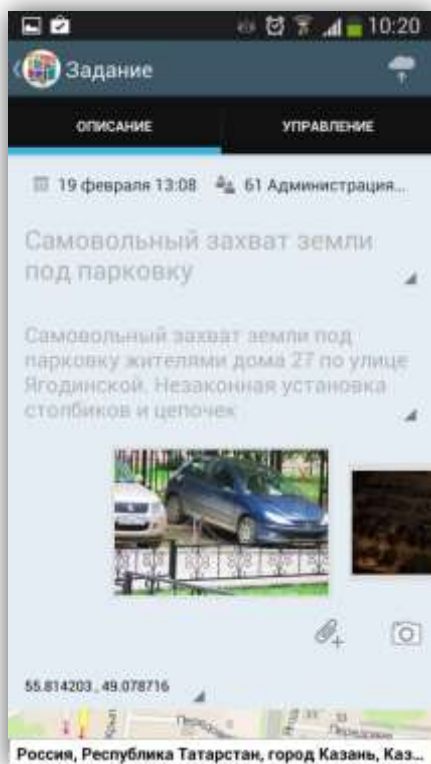 10:20
Задание
ОПИСАНИЕ
УПРАВЛЕНИЕ
19 февраля 13:08
61 Администрация...
Самовольный захват земли
под парковку
Самовольный захват земли под
парковку жителями дома 27 по улице
Ягодинской. Незаконная установка
столбиков и цепочек
55.814203 , 49.078716
Россия, Республика Татарстан, город Казань, Каз...